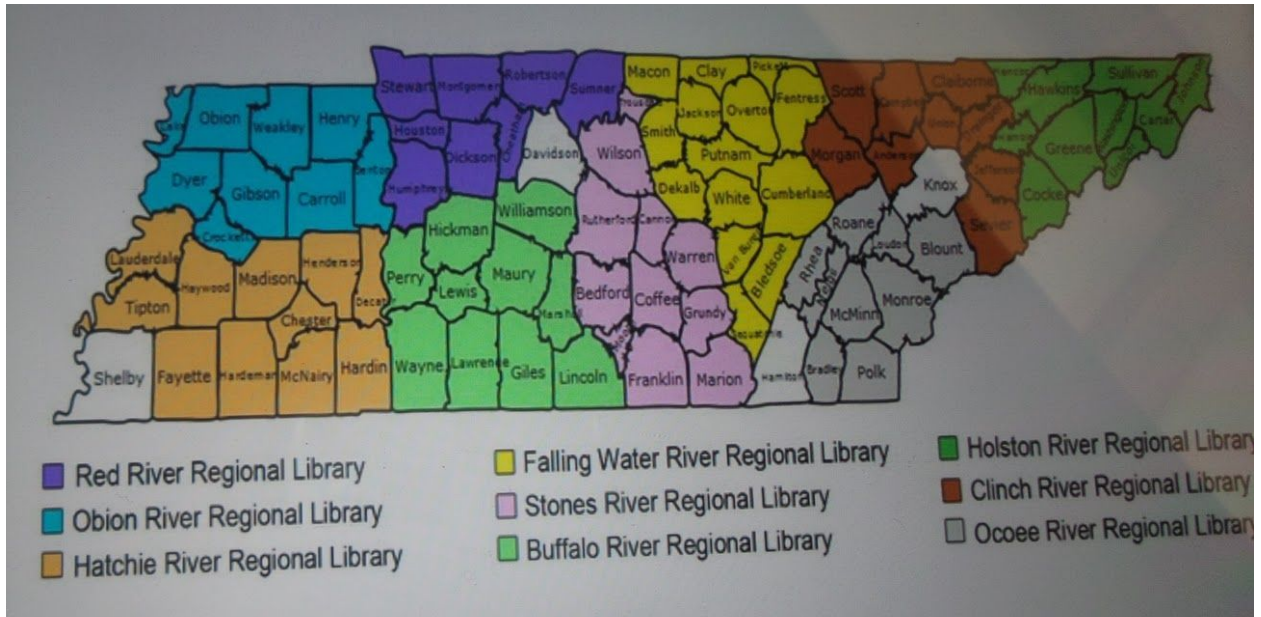 Stewart Montgomery Robertson Sumner Macon Clay Pickett Scott Campbell Claiborne Hancock Hawkins Sullivan Johnson
Lake Obion Weakley Henry Houston Dickson Cheatham Davidson Wilson Smith Jackson Overton Fentress Morgan Anderson Union Greene Carter Unicoi
Dyer Gibson Carroll Benton Humphreys Putnam Knox Jefferson Cocke
Crockett Hickman Williamson Rutherford Cannon Dekalb White Cumberland Roane Loudon Blount Sevier
Lauderdale Haywood Madison Henderson Decatur Perry Lewis Maury Marshall Bedford Coffee Warren Van Buren Bledsoe Rhea Meigs McMinn Monroe
Tipton Chester Grundy Sequatchie
Shelby Fayette Hardeman McNairy Hardin Wayne Lawrence Giles Lincoln Franklin Marion Hamilton Bradley Polk
Red River Regional Library
Obion River Regional Library
Hatchie River Regional Library
Falling Water River Regional Library
Stones River Regional Library
Buffalo River Regional Library
Holston River Regional Library
Clinch River Regional Library
Ocoee River Regional Library